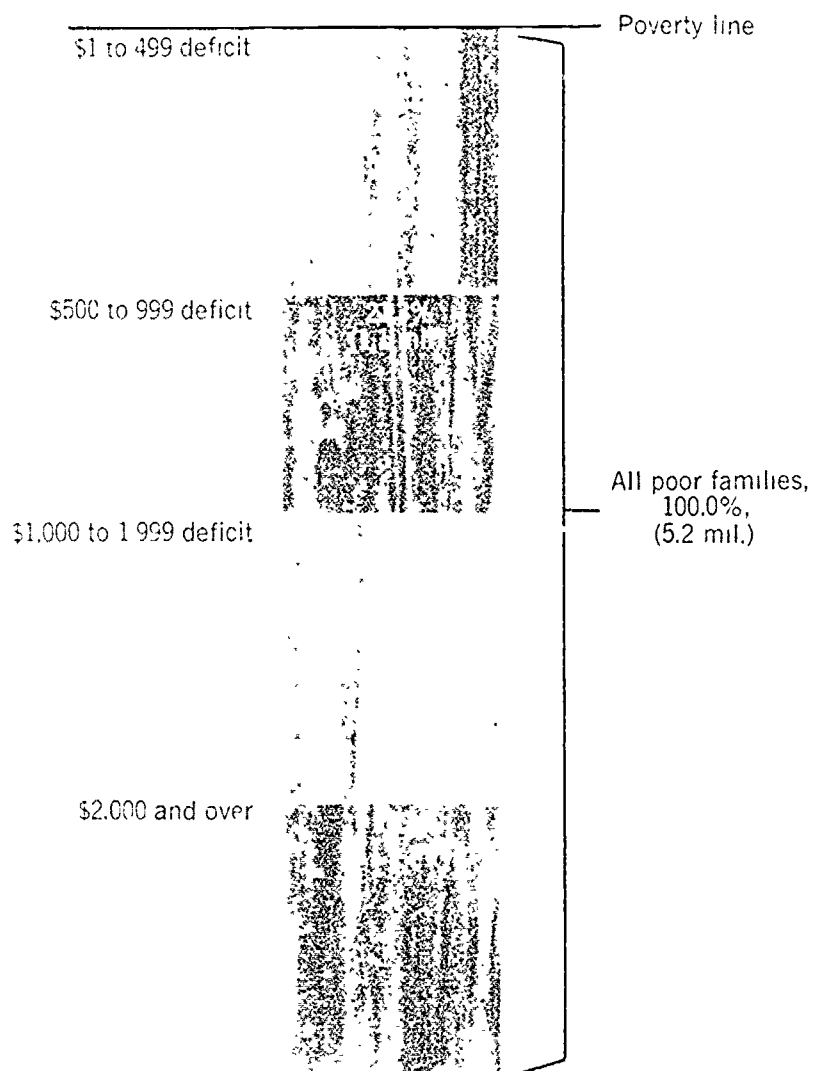 Poverty line
$1 to 499 deficit
$500 to 999 deficit
All poor families,
100.0%,
(5.2 mil.)
$1,000 to 1 999 deficit
$2,000 and over